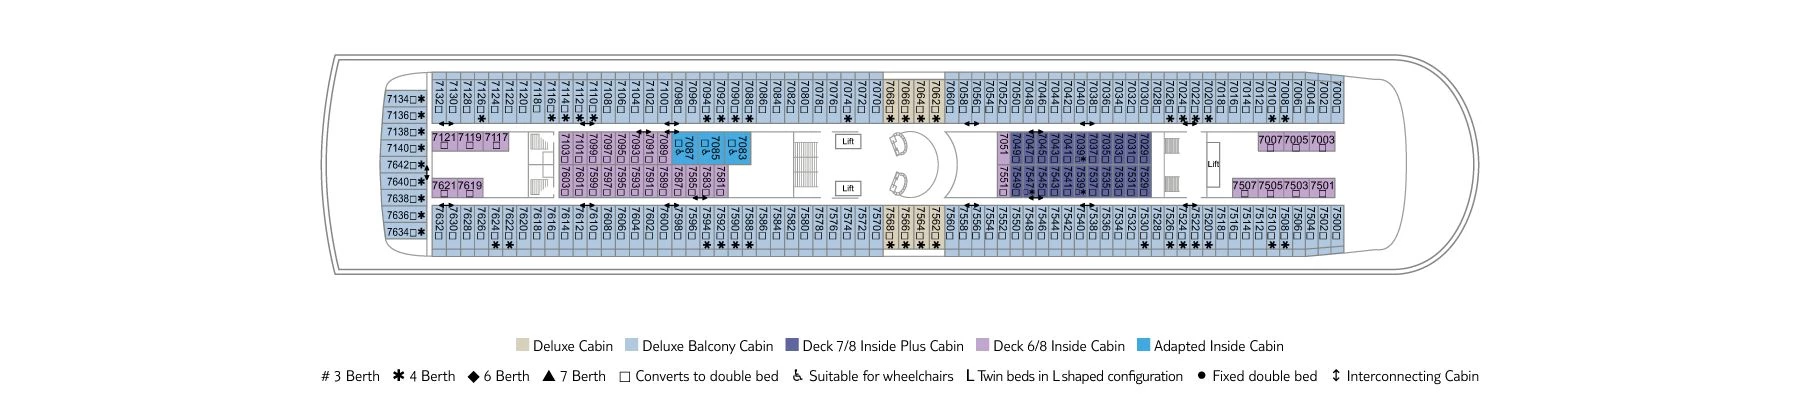 7132 7130 7128 7126 7124 7122 7120 7118 7116 7114 7112 7110 7108 7106 7104 7102 7100 7098 7096 7094 7092 7090 7088 7086 7084 7082 7080 7078 7076 7074 7072 7070 7068 7066 7064 7062 7060 7058 7056 7054 7052 7050 7048 7046 7044 7042 7040 7038 7036 7034 7032 7030 7028 7026 7024 7022 7020 7018 7016 7014 7012 7010 7008 7006 7004 7002 7000
7134
7136
7138
7140
7642
7640
7638
7636
7634
7121 7119 7117
7103 7101 7099 7097 7095 7093 7091 7089 7087 7085 7083
Lift
7051 7049 7047 7045 7043 7041 7039 7037 7035 7033 7031 7029
Lift
7007 7005 7003
7621 7619
7603 7601 7599 7597 7595 7593 7591 7589 7587 7585 7583 7581
Lift
7551 7549 7547 7545 7543 7541 7539 7537 7535 7533 7531 7529
7507 7505 7503 7501
7632 7630 7628 7626 7624 7622 7620 7618 7616 7614 7612 7610 7608 7606 7604 7602 7600 7598 7596 7594 7592 7590 7588 7586 7584 7582 7580 7578 7576 7574 7572 7570 7568 7566 7564 7562 7560 7558 7556 7554 7552 7550 7548 7546 7544 7542 7540 7538 7536 7534 7532 7530 7528 7526 7524 7522 7520 7518 7516 7514 7512 7510 7508 7506 7504 7502 7500
Deluxe Cabin Deluxe Balcony Cabin Deck 7/8 Inside Plus Cabin Deck 6/8 Inside Cabin Adapted Inside Cabin
# 3 Berth ✱ 4 Berth ◆ 6 Berth ▲ 7 Berth □ Converts to double bed ♿ Suitable for wheelchairs L Twin beds in L shaped configuration ● Fixed double bed ↕ Interconnecting Cabin